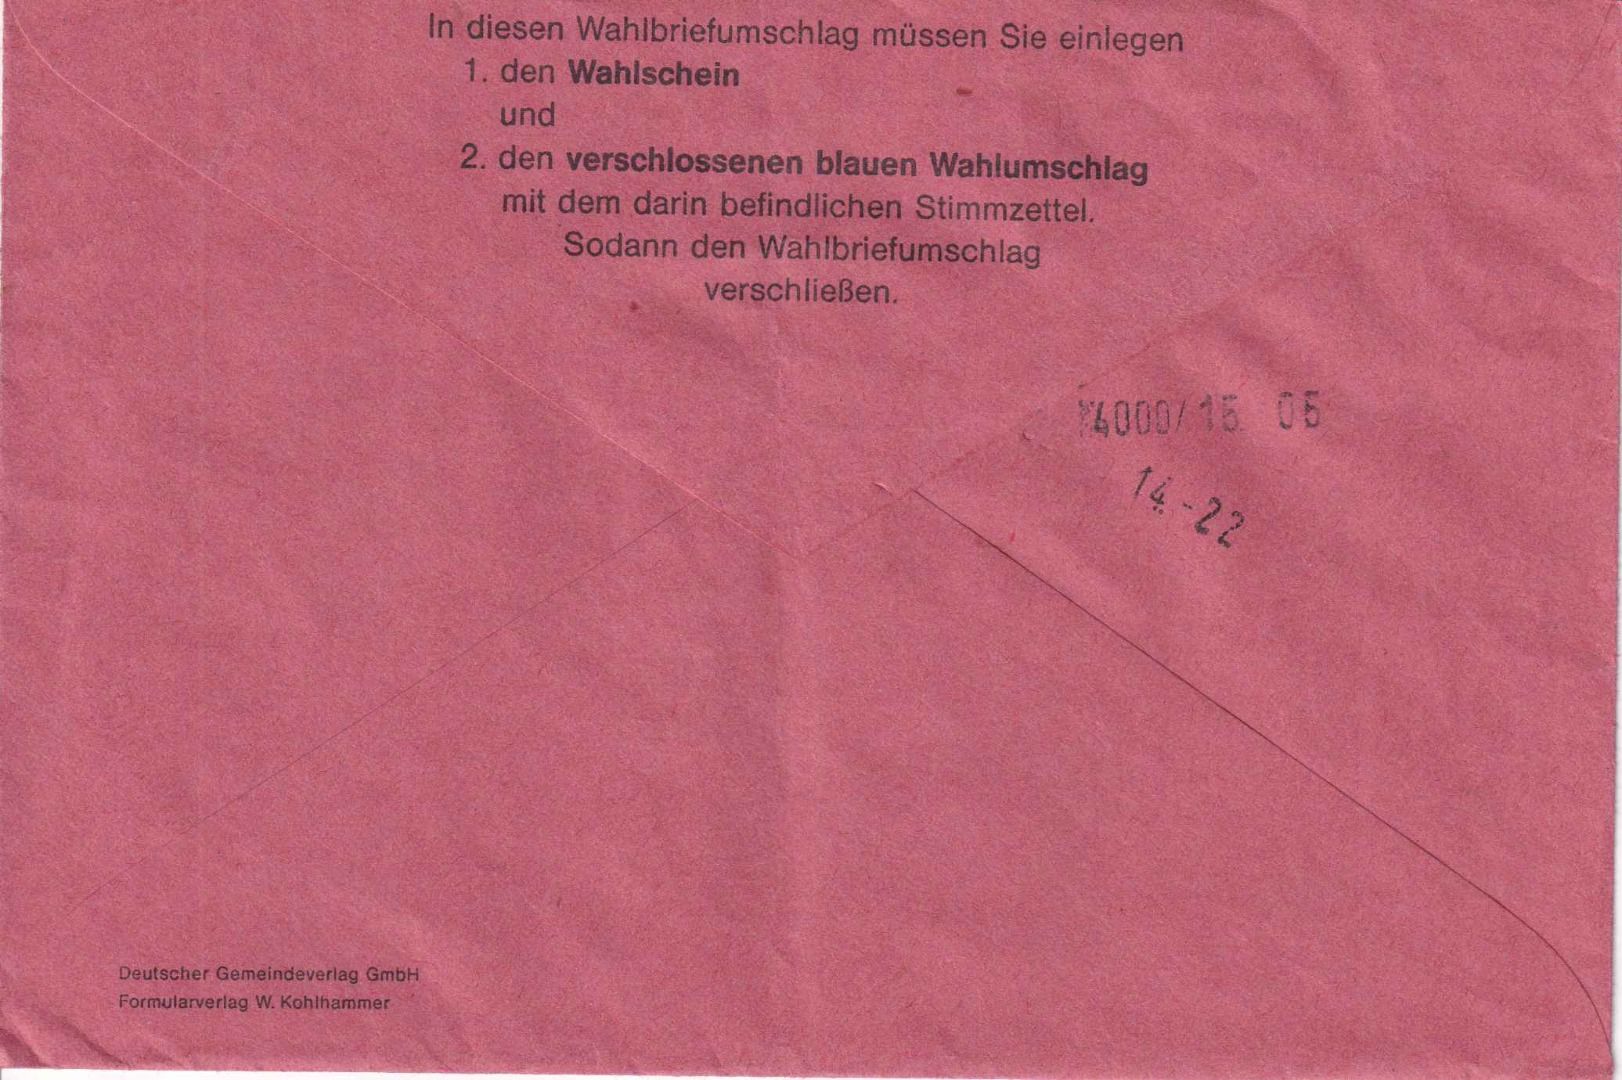 In diesen Wahlbriefumschlag müssen Sie einlegen
1. den Wahlschein
und
2. den verschlossenen blauen Wahlumschlag
mit dem darin befindlichen Stimmzettel.
Sodann den Wahlbriefumschlag
verschließen.
4000/ 15 05
14.-22
Deutscher Gemeindeverlag GmbH
Formularverlag W. Kohlhammer